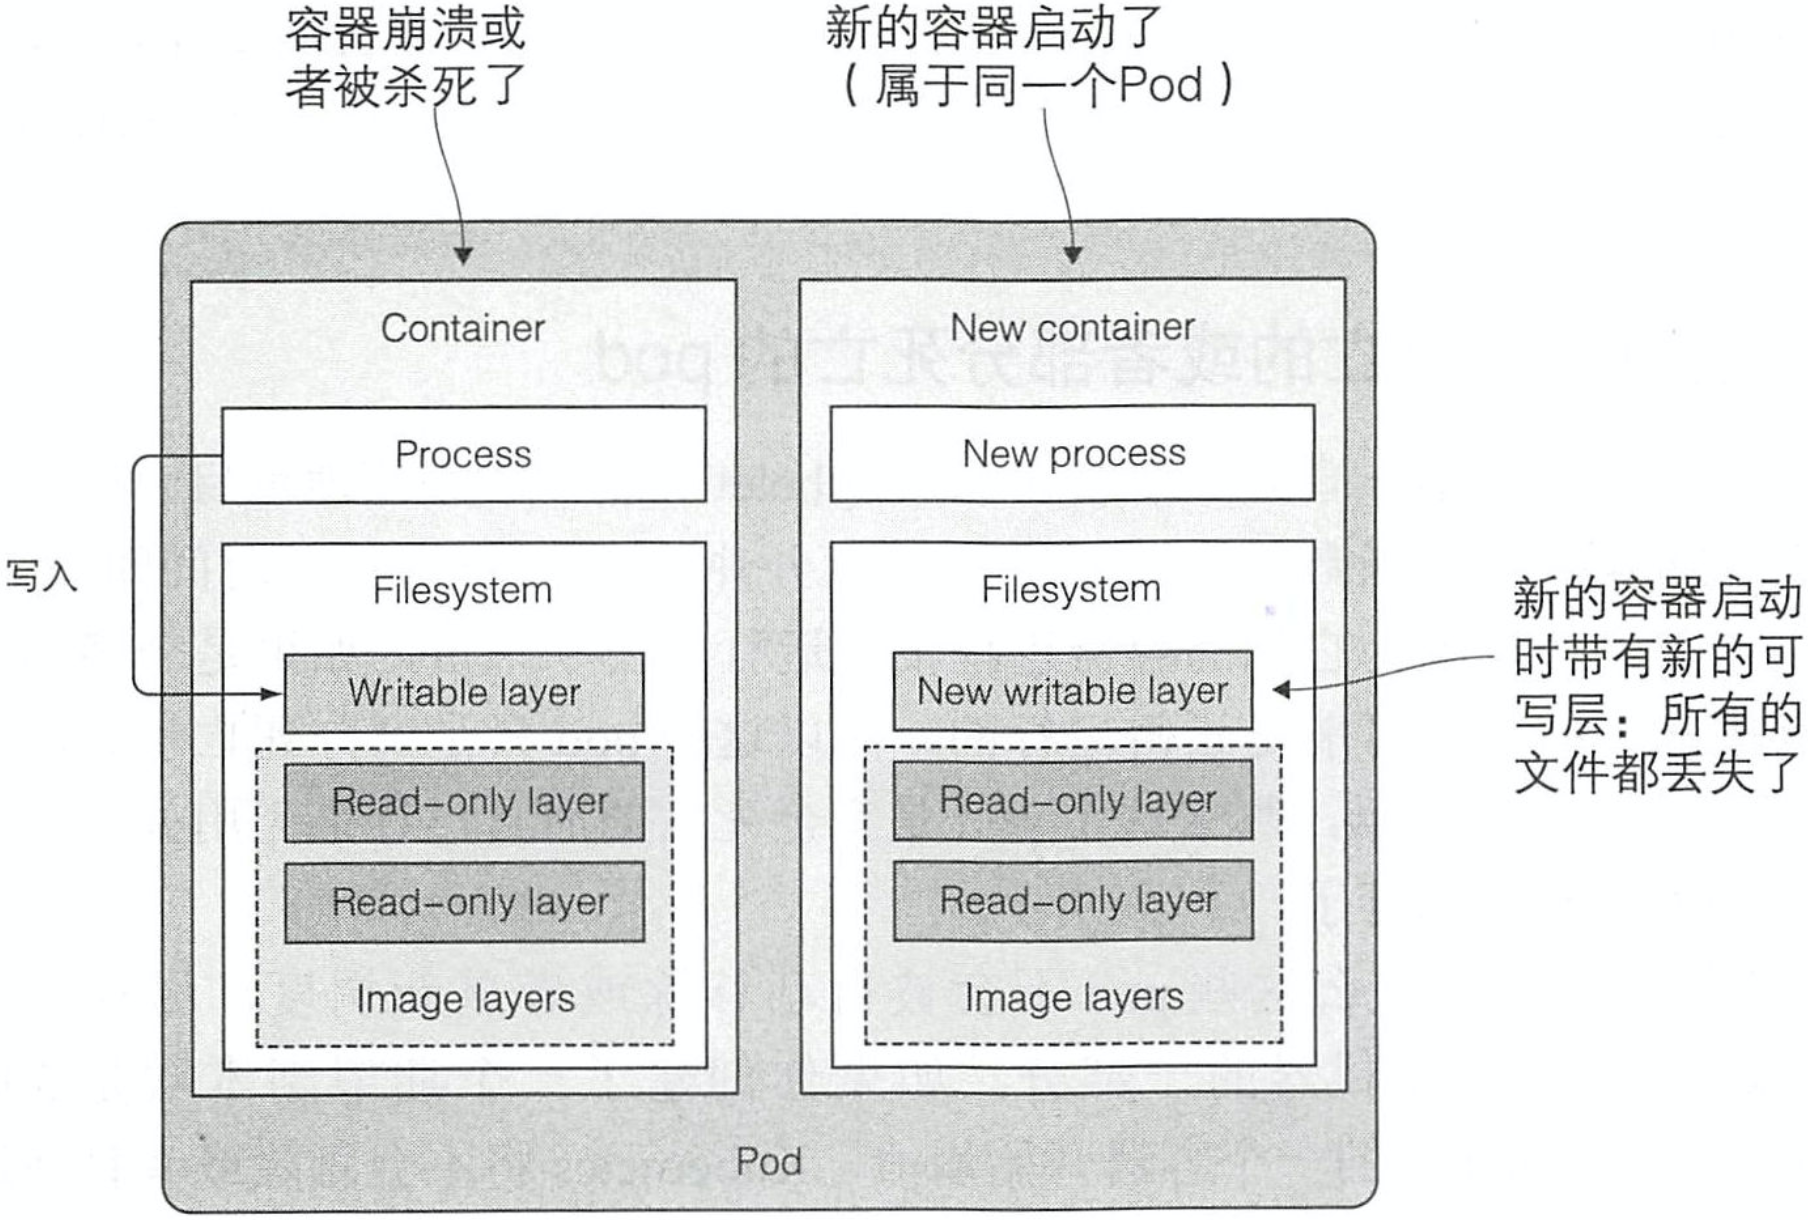 容器崩溃或
者被杀死了
新的容器启动了
（属于同一个Pod）
Container
Process
写入
Filesystem
Writable layer
Read-only layer
Read-only layer
Image layers
New container
New process
Filesystem
New writable layer
Read-only layer
Read-only layer
Image layers
新的容器启动
时带有新的可
写层：所有的
文件都丢失了
Pod